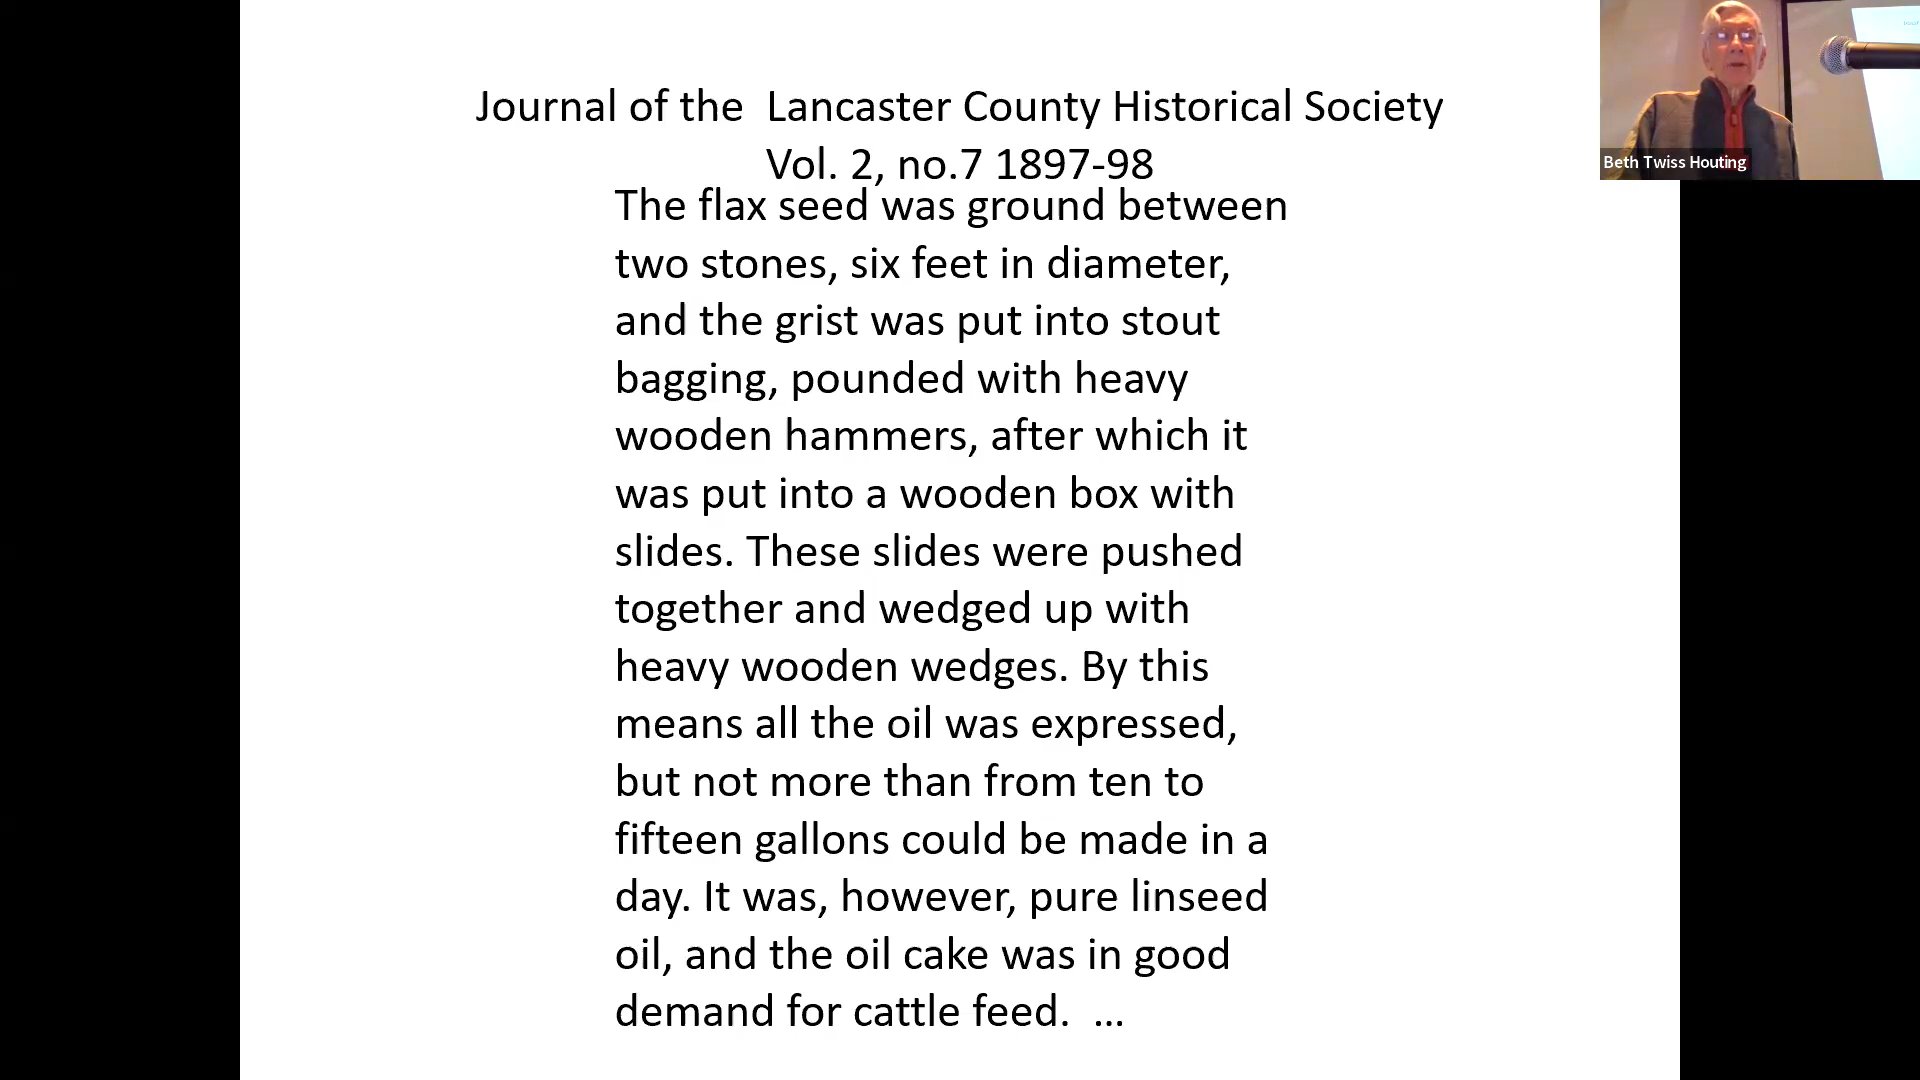 Journal of the  Lancaster County Historical Society
Vol. 2, no.7 1897-98
The flax seed was ground between
two stones, six feet in diameter,
and the grist was put into stout
bagging, pounded with heavy
wooden hammers, after which it
was put into a wooden box with
slides. These slides were pushed
together and wedged up with
heavy wooden wedges. By this
means all the oil was expressed,
but not more than from ten to
fifteen gallons could be made in a
day. It was, however, pure linseed
oil, and the oil cake was in good
demand for cattle feed.  ...
Beth Twiss Houting